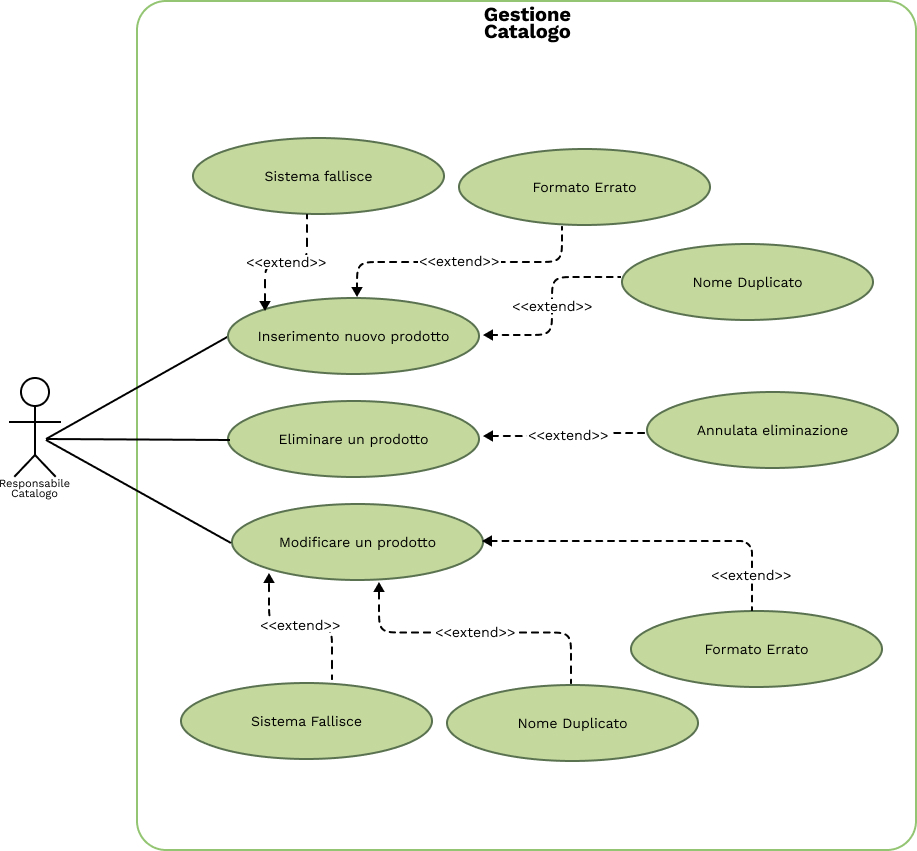 Gestione
Catalogo
Sistema fallisce
Formato Errato
<<extend>>
<<extend>>
Nome Duplicato
<<extend>>
Inserimento nuovo prodotto
Eliminare un prodotto
<<extend>>
Annulata eliminazione
Responsabile
Catalogo
Modificare un prodotto
<<extend>>
<<extend>>
<<extend>>
Formato Errato
Sistema Fallisce
Nome Duplicato